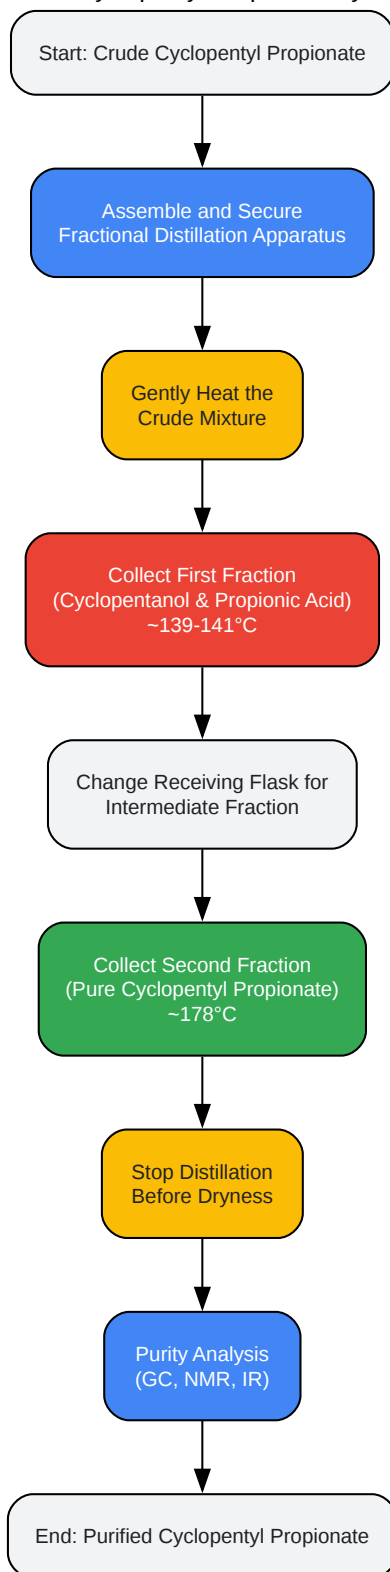 Start: Crude Cyclopentyl Propionate
Assemble and Secure
Fractional Distillation Apparatus
Gently Heat the
Crude Mixture
Collect First Fraction
(Cyclopentanol & Propionic Acid)
~139-141°C
Change Receiving Flask for
Intermediate Fraction
Collect Second Fraction
(Pure Cyclopentyl Propionate)
~178°C
Stop Distillation
Before Dryness
Purity Analysis
(GC, NMR, IR)
End: Purified Cyclopentyl Propionate